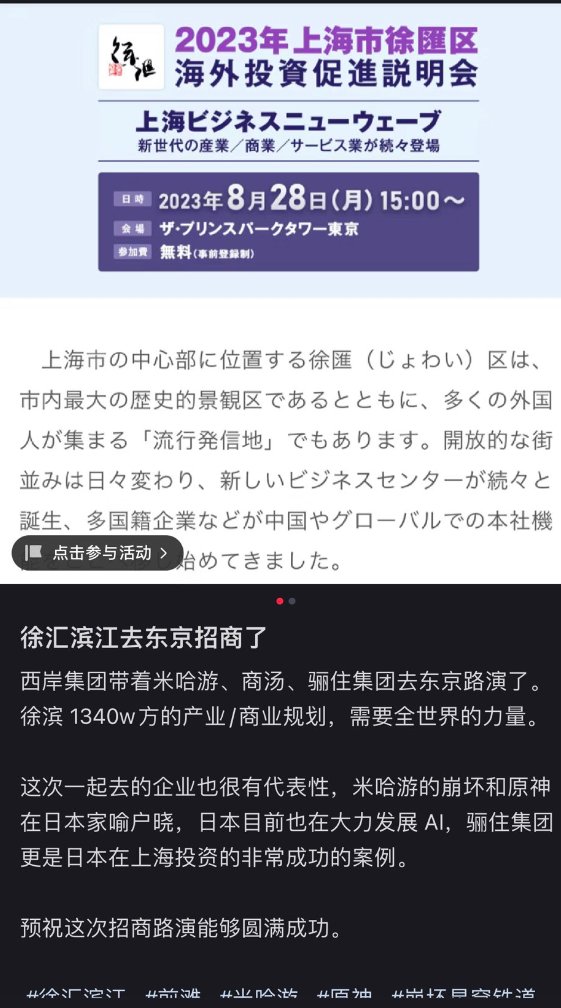 徐滙
2023年上海市徐匯区
海外投資促進説明会
上海ビジネスニューウェーブ
新世代の産業／商業／サービス業が続々登場
日時 2023年8月28日(月)15:00～
会場 ザ・プリンスパークタワー東京
参加費 無料(事前登録制)
上海市の中心部に位置する徐匯（じょわい）区は、
市内最大の歴史的景観区であるとともに、多くの外国
人が集まる「流行発信地」でもあります。開放的な街
並みは日々変わり、新しいビジネスセンターが続々と
誕生、多国籍企業などが中国やグローバルでの本社機
始めてきました。
点击参与活动 >
徐汇滨江去东京招商了
西岸集团带着米哈游、商汤、骊住集团去东京路演了。
徐滨 1340w方的产业/商业规划，需要全世界的力量。
这次一起去的企业也很有代表性，米哈游的崩坏和原神
在日本家喻户晓，日本目前也在大力发展 AI，骊住集团
更是日本在上海投资的非常成功的案例。
预祝这次招商路演能够圆满成功。
#徐汇滨江 #前滩 #米哈游 #原神 #崩坏星穹铁道